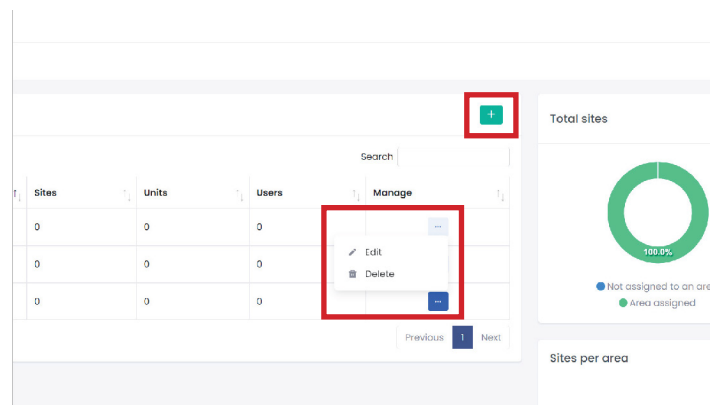 +
Total sites
Search
Sites Units Users Manage
0 0 0 ...
Edit
Delete
0 0 0
0 0 0 ...
Previous 1 Next
100.0%
Not assigned to an are
Area assigned
Sites per area